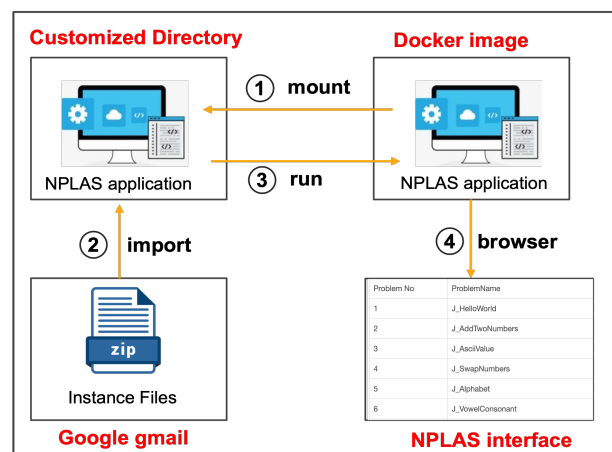 Customized Directory
Docker image
1 mount
NPLAS application
NPLAS application
3 run
2 import
4 browser
zip
Instance Files
Google gmail
Problem No ProblemName
1 J_HelloWorld
2 J_AddTwoNumbers
3 J_AsciiValue
4 J_SwapNumbers
5 J_Alphabet
6 J_VowelConsonant
NPLAS interface